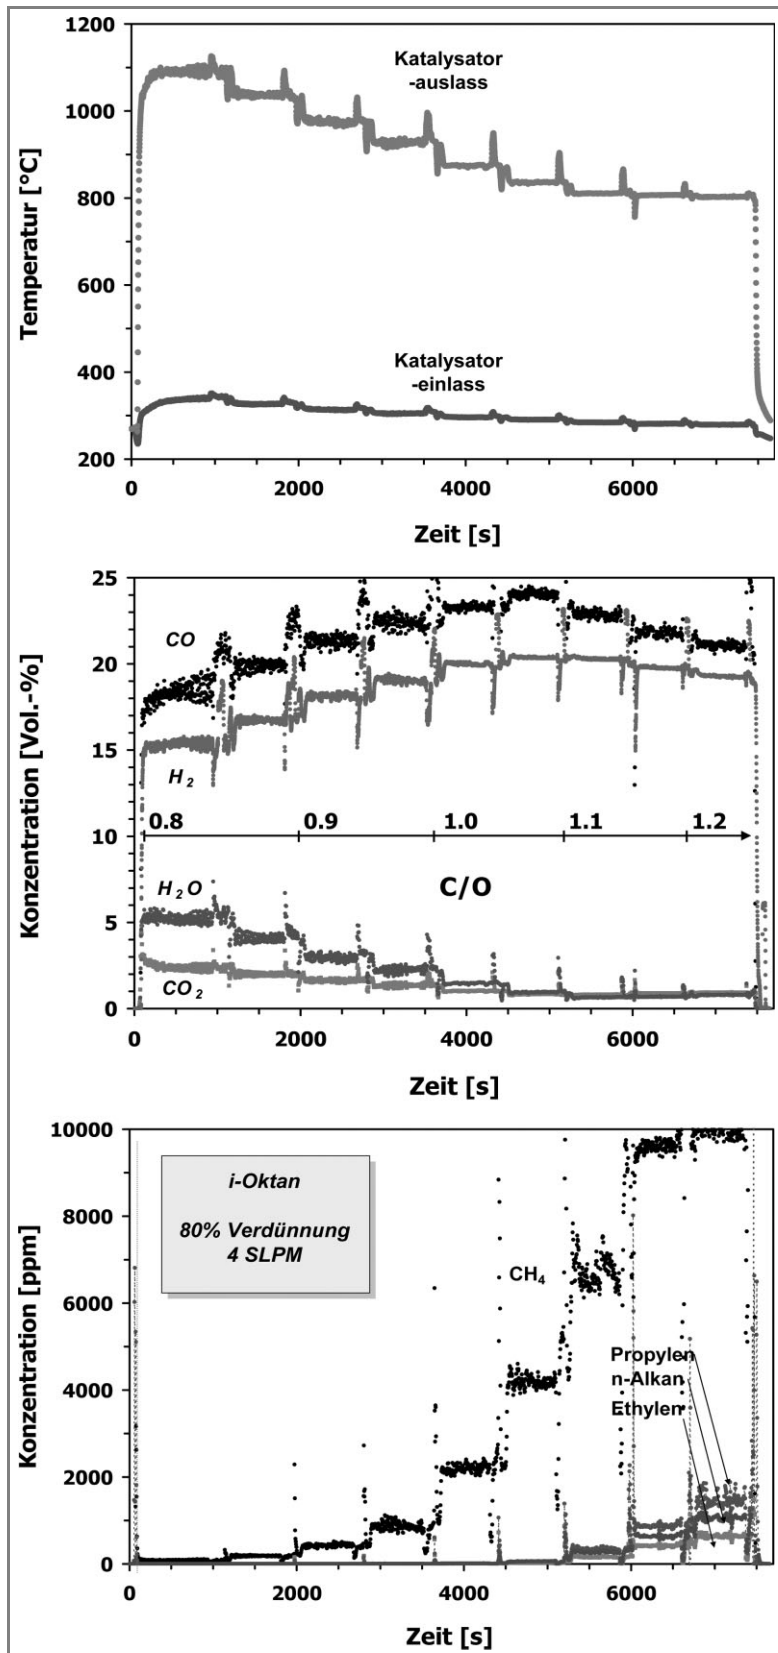 1200
1000
800
600
400
200
Temperatur [°C]
Katalysator
-auslass
Katalysator
-einlass
0
2000
4000
6000
Zeit [s]
25
20
15
10
5
0
Konzentration [Vol.-%]
CO
H2
0.8
0.9
1.0
1.1
1.2
C/O
H2O
CO2
0
2000
4000
6000
Zeit [s]
10000
8000
6000
4000
2000
0
Konzentration [ppm]
i-Oktan
80% Verdünnung
4 SLPM
CH4
Propylen
n-Alkan
Ethylen
0
2000
4000
6000
Zeit [s]